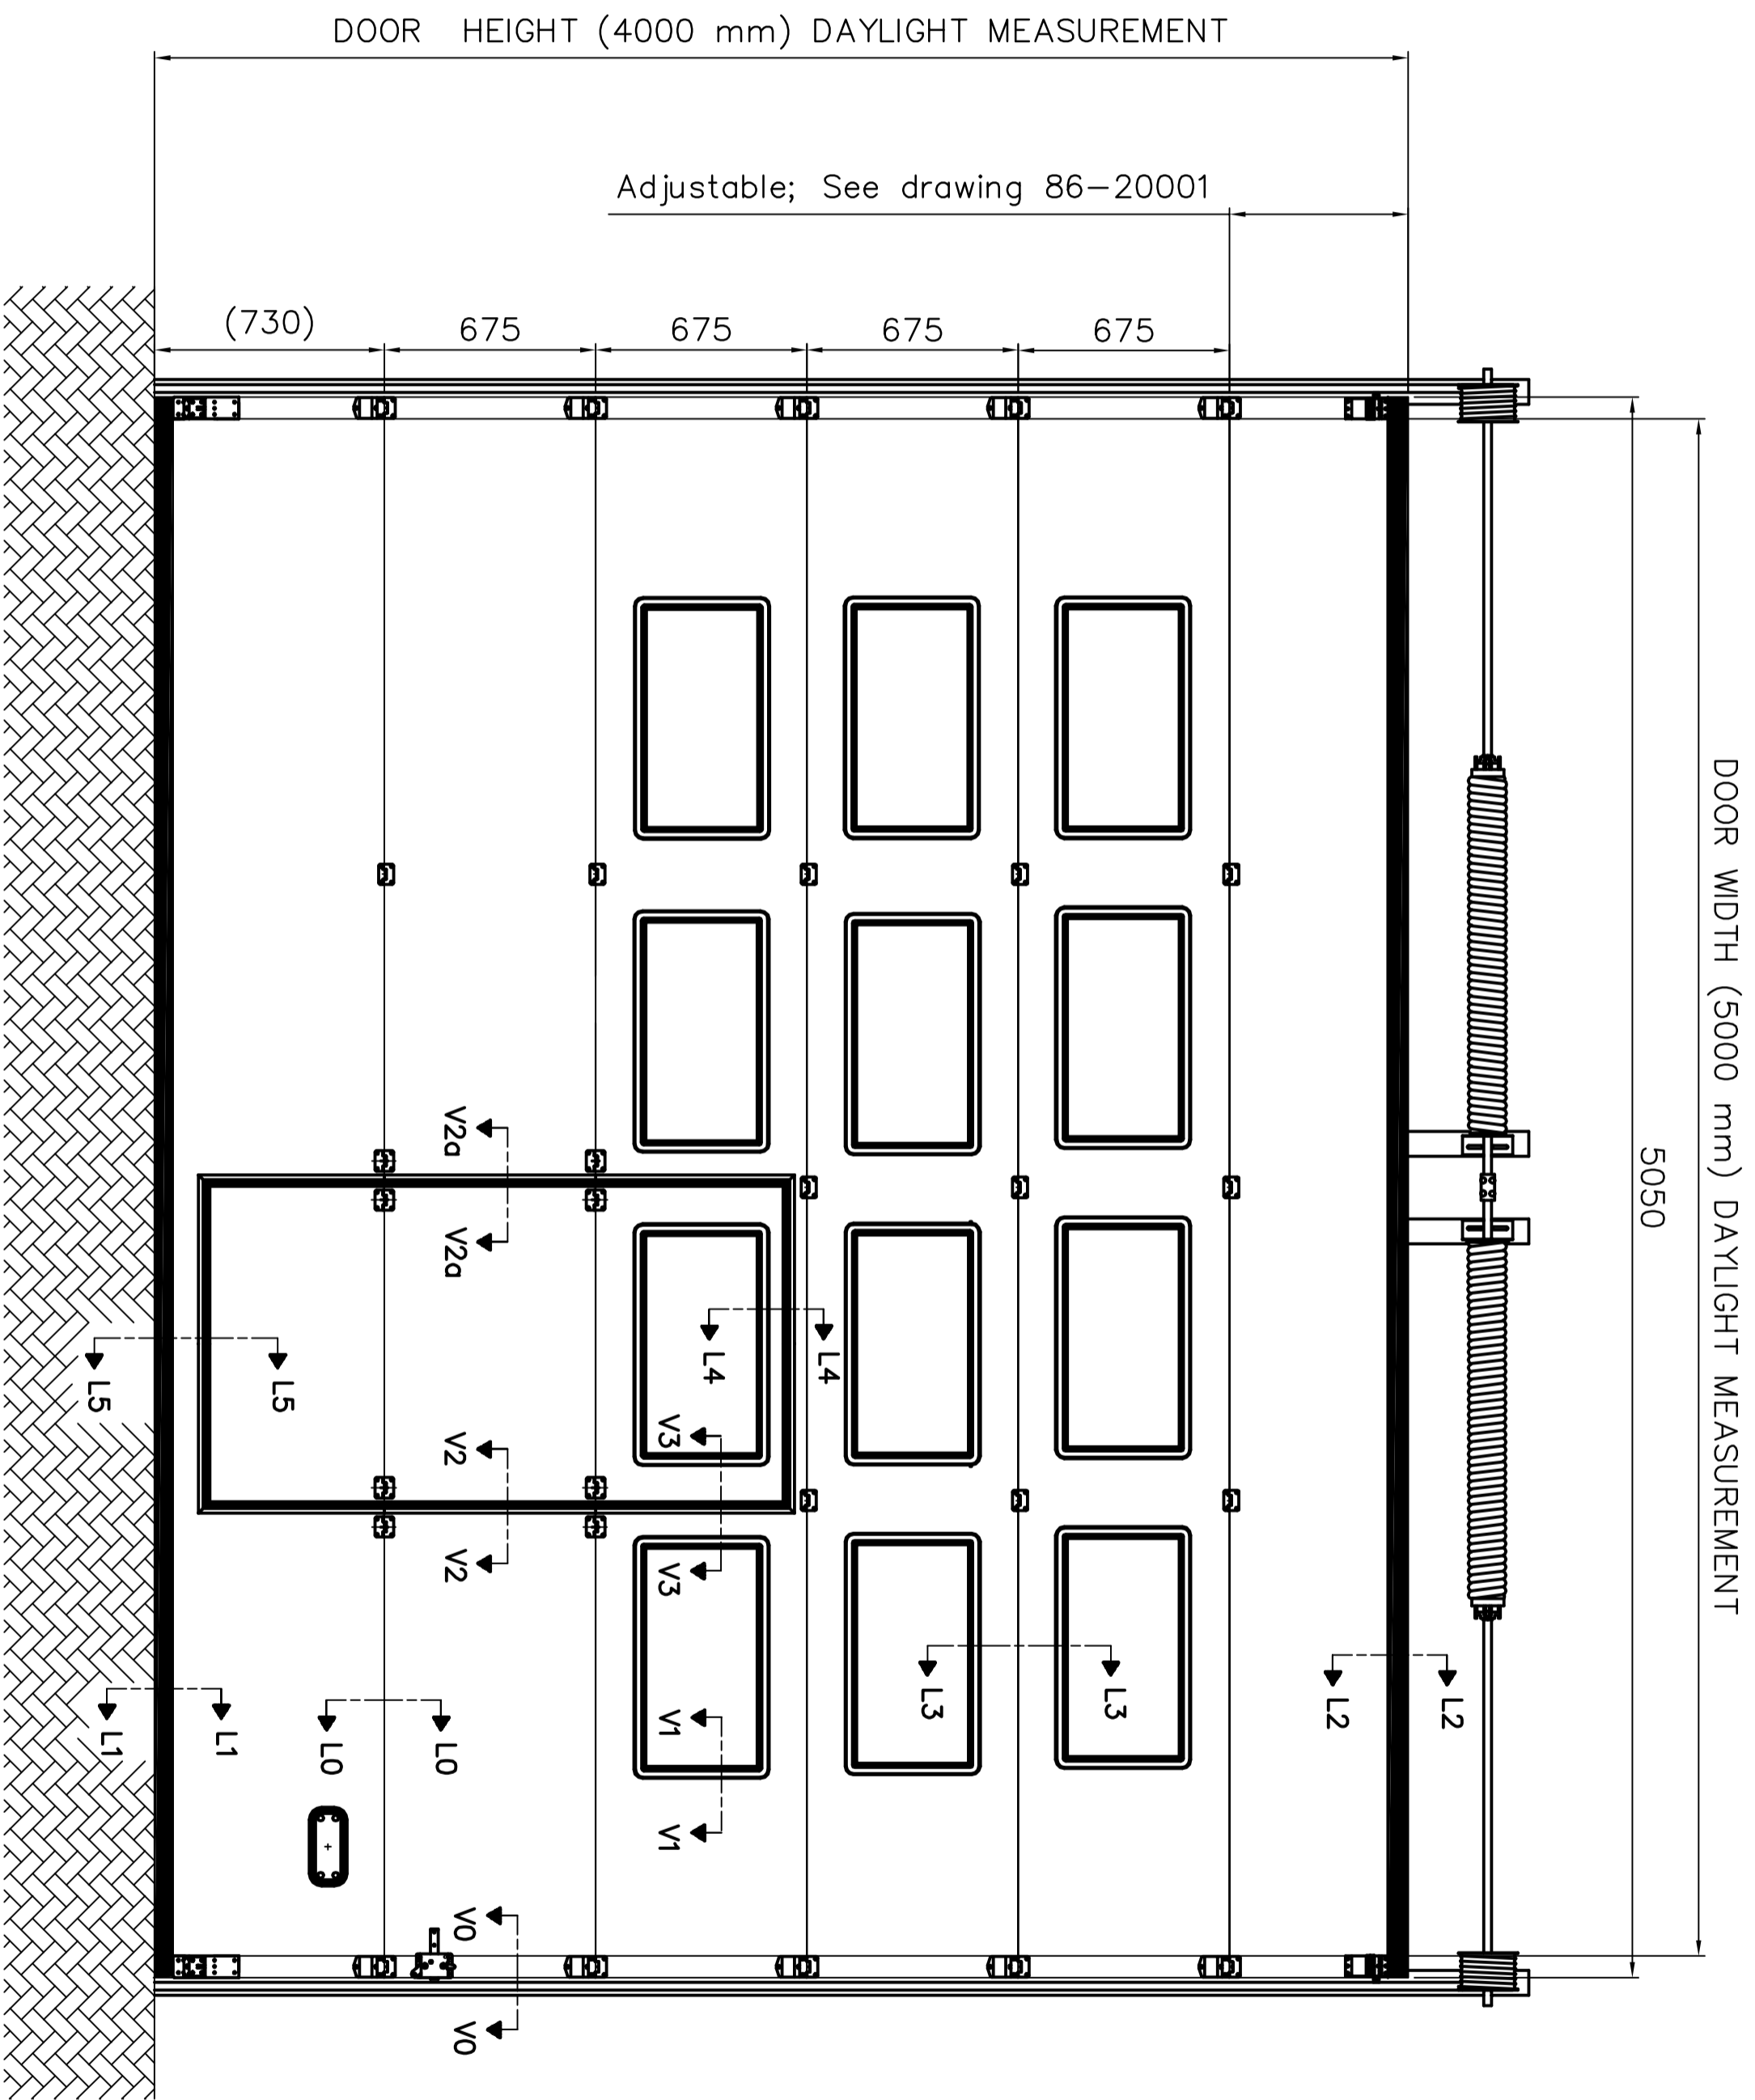 DOOR HEIGHT (4000 mm) DAYLIGHT MEASUREMENT
Adjustable; See drawing 86-20001
(730)
675
675
675
675
DOOR WIDTH (5000 mm) DAYLIGHT MEASUREMENT
5050
V2a
V2a
L4
L4
L5
L5
V3
V3
V2
V2
L3
L3
L2
L2
L1
L1
L0
L0
V1
V1
V0
V0